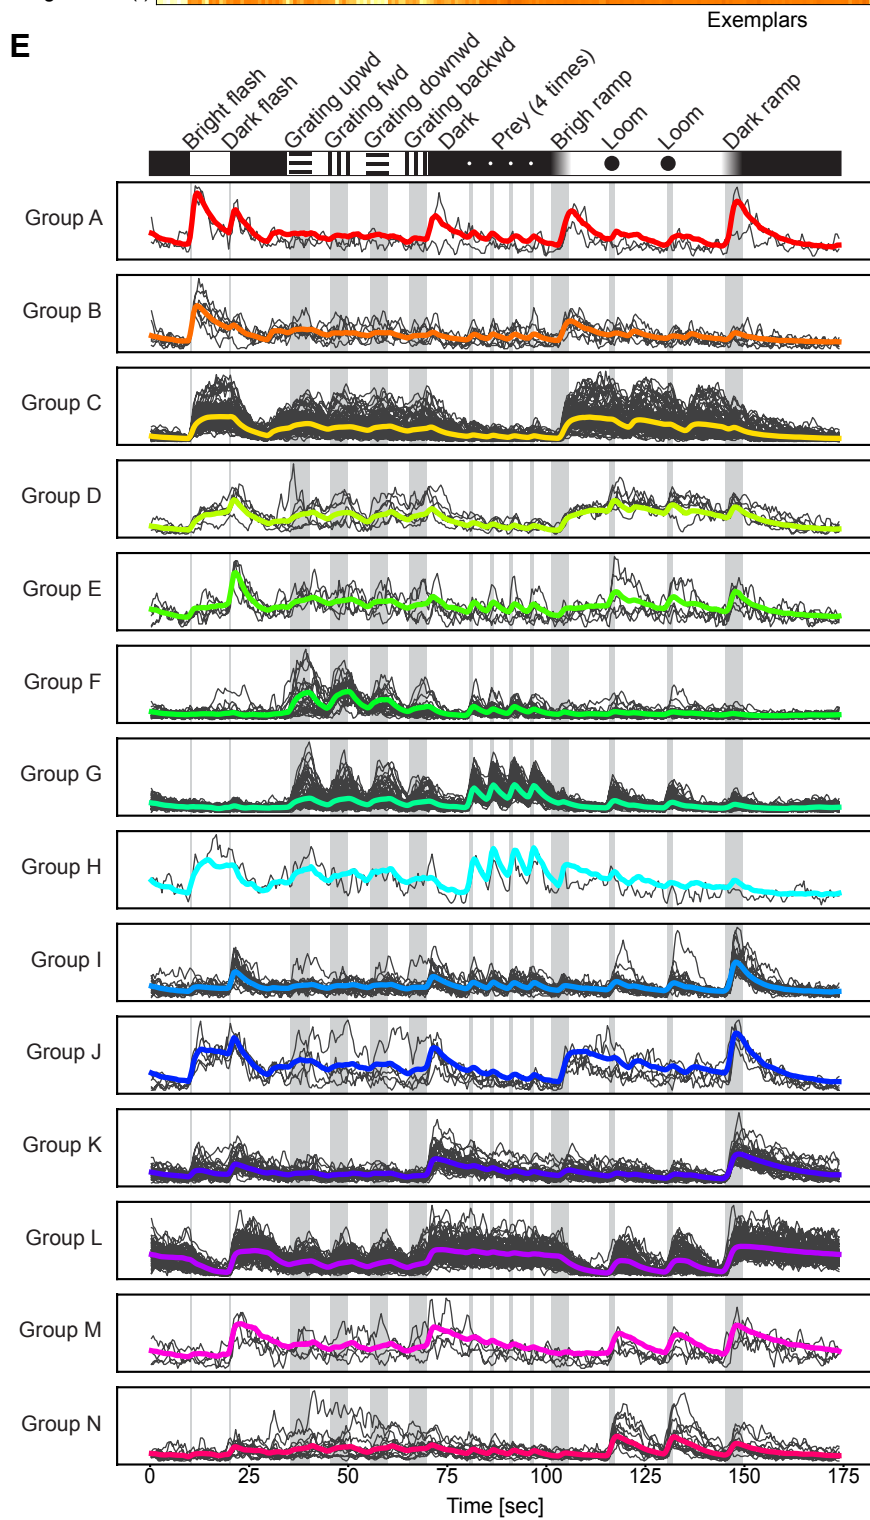 Exemplars
E
Bright flash
Dark flash
Grating upwd
Grating fwd
Grating downwd
Grating backwd
Dark
Prey (4 times)
Brigh ramp
Loom
Loom
Dark ramp
Group A
Group B
Group C
Group D
Group E
Group F
Group G
Group H
Group I
Group J
Group K
Group L
Group M
Group N
0 25 50 75 100 125 150 175
Time [sec]